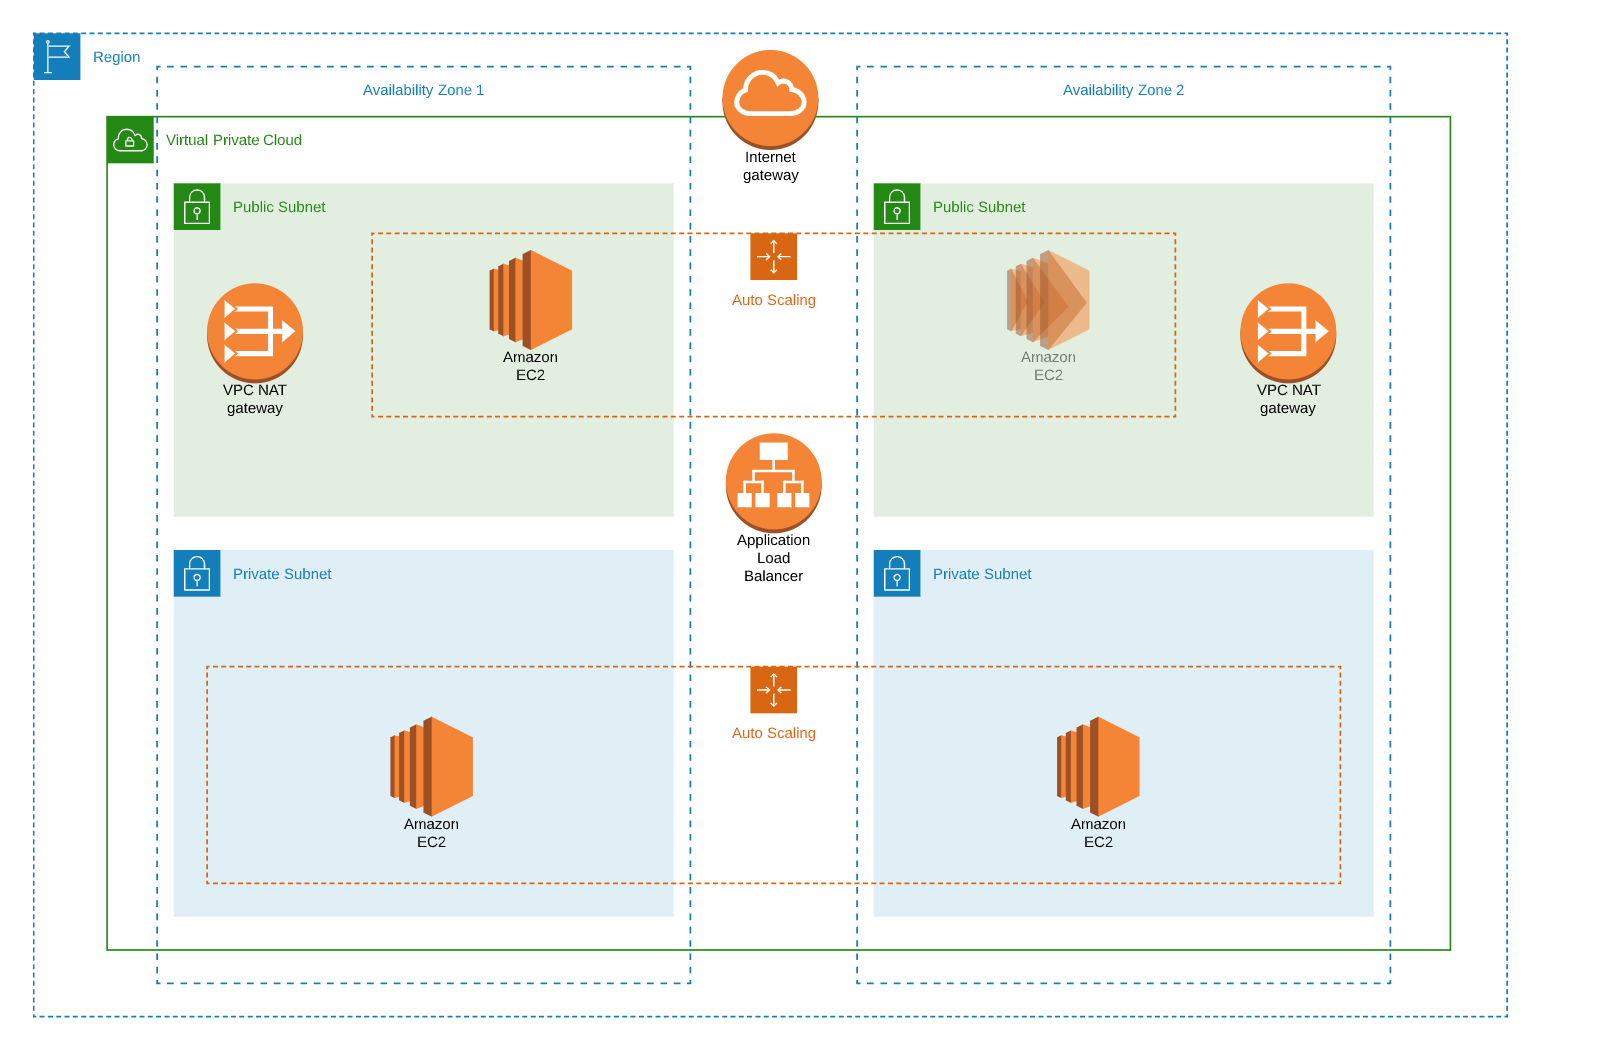 Region
Availability Zone 1
Availability Zone 2
Virtual Private Cloud
Internet
gateway
Public Subnet
Public Subnet
Auto Scaling
Amazon
EC2
Amazon
EC2
VPC NAT
gateway
VPC NAT
gateway
Application
Load
Balancer
Private Subnet
Private Subnet
Auto Scaling
Amazon
EC2
Amazon
EC2